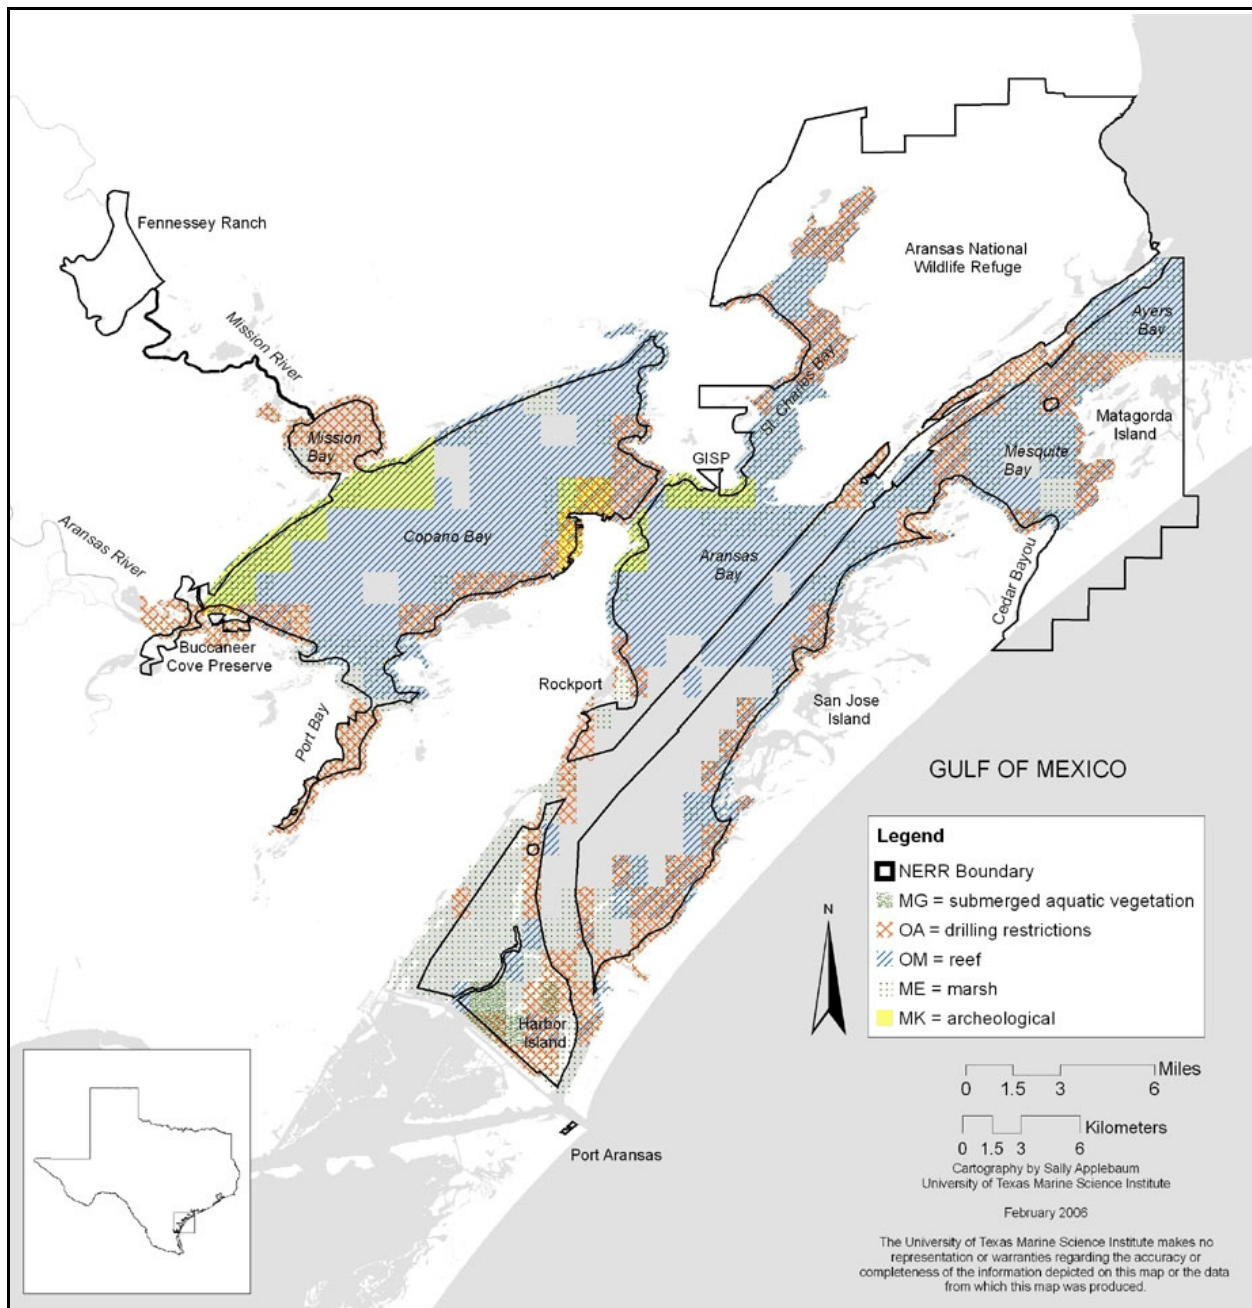 Fennessey Ranch
Aransas National
Wildlife Refuge
Mission River
Ayers
Bay
St. Charles Bay
Matagorda
Island
Mission
Bay
GISP
Mesquite
Bay
Aransas River
Copano Bay
Aransas
Bay
Cedar Bayou
Buccaneer
Cove Preserve
Rockport
San Jose
Island
Port Bay
GULF OF MEXICO
Legend
NERR Boundary
MG = submerged aquatic vegetation
OA = drilling restrictions
OM = reef
ME = marsh
MK = archeological
N
Harbor
Island
Miles
0 1.5 3 6
Kilometers
0 1.5 3 6
Port Aransas
Cartography by Sally Applebaum
University of Texas Marine Science Institute
February 2006
The University of Texas Marine Science Institute makes no
representation or warranties regarding the accuracy or
completeness of the information depicted on this map or the data
from which this map was produced.